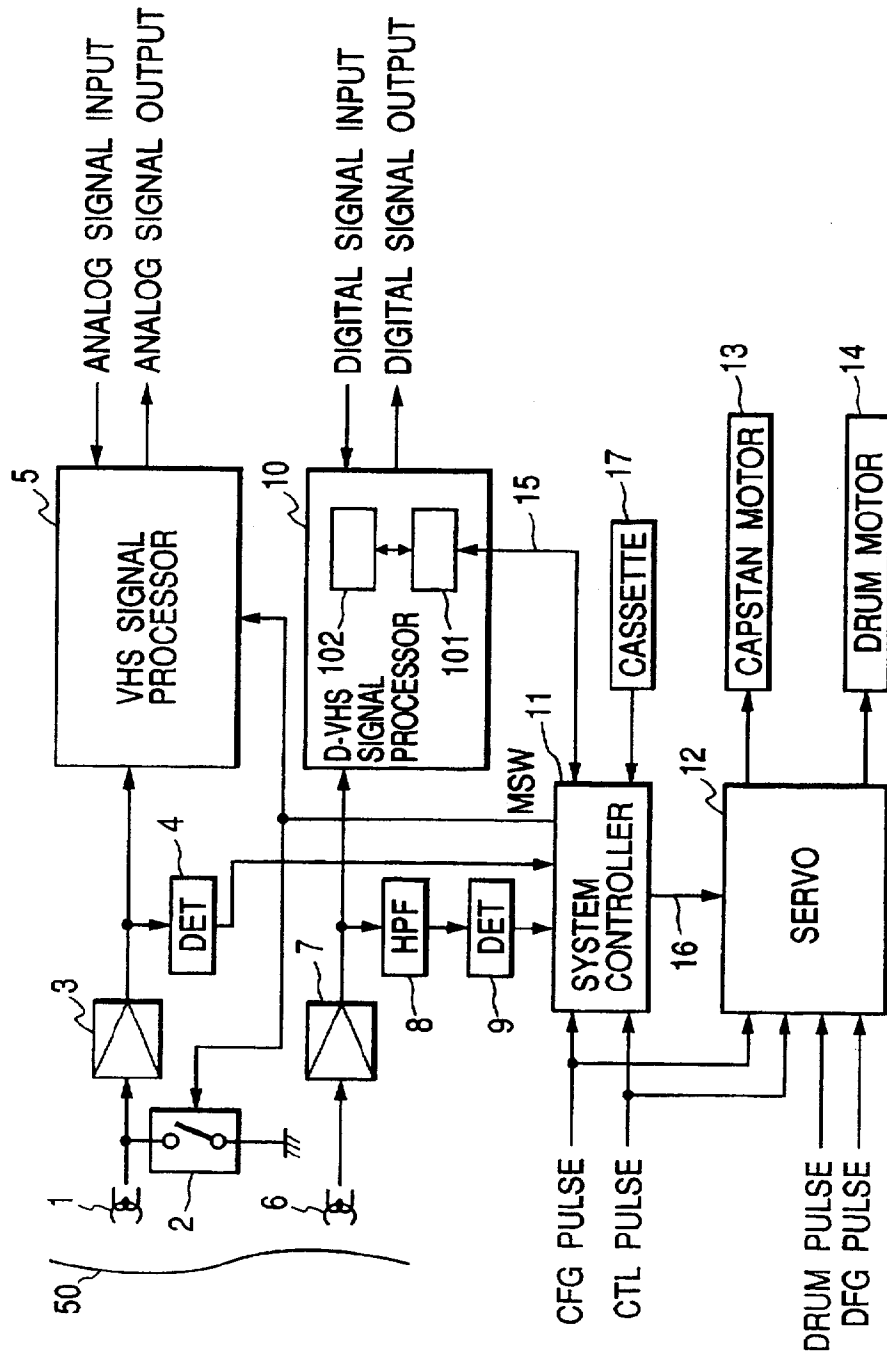 50
1
2
3
4
5
VHS SIGNAL
PROCESSOR
ANALOG SIGNAL INPUT
ANALOG SIGNAL OUTPUT
DET
6
7
HPF
8
DET
9
10
D-VHS
SIGNAL
PROCESSOR
102
101
DIGITAL SIGNAL INPUT
DIGITAL SIGNAL OUTPUT
15
MSW
11
SYSTEM
CONTROLLER
CASSETTE
17
CFG PULSE
CTL PULSE
16
12
SERVO
CAPSTAN MOTOR
13
DRUM MOTOR
14
DRUM PULSE
DFG PULSE